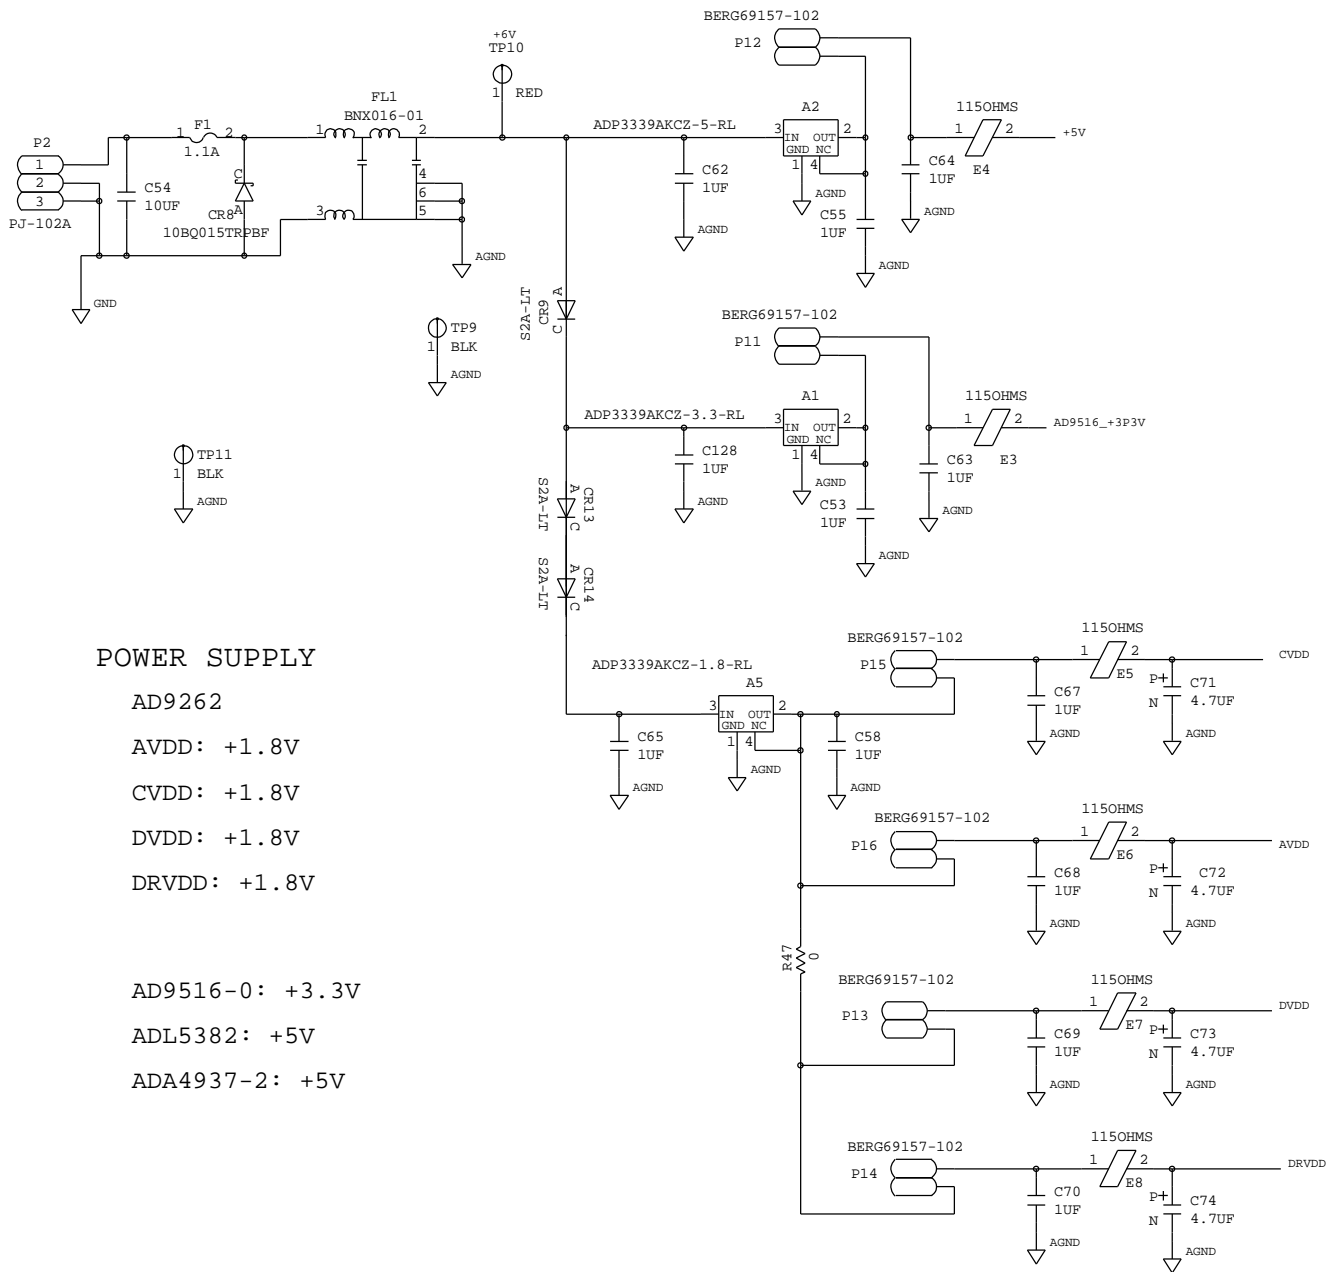 BERG69157-102
P12
+6V
TP10
1 RED
FL1
BNX016-01
1 2
4
6
5
3
P2
1
2
3
PJ-102A
1 F1 2
1.1A
C54
10UF
C
A
CR8
10BQ015TRPBF
GND
AGND
ADP3339AKCZ-5-RL
C62
1UF
AGND
A2
3 IN OUT 2
GND NC
1 4
AGND
C55
1UF
AGND
C64
1UF
AGND
115OHMS
1 2
E4
+5V
TP9
1 BLK
AGND
S2A-LT
CR9
A
C
BERG69157-102
P11
ADP3339AKCZ-3.3-RL
C128
1UF
AGND
A1
3 IN OUT 2
GND NC
1 4
AGND
C53
1UF
AGND
C63
1UF
AGND
115OHMS
1 2
E3
AD9516_+3P3V
TP11
1 BLK
AGND
S2A-LT
A
C
CR13
S2A-LT
A
C
CR14
POWER SUPPLY
AD9262
AVDD: +1.8V
CVDD: +1.8V
DVDD: +1.8V
DRVDD: +1.8V
AD9516-0: +3.3V
ADL5382: +5V
ADA4937-2: +5V
ADP3339AKCZ-1.8-RL
C65
1UF
AGND
A5
3 IN OUT 2
GND NC
1 4
AGND
C58
1UF
AGND
BERG69157-102
P15
C67
1UF
AGND
115OHMS
1 2
E5
P+
N
C71
4.7UF
AGND
CVDD
BERG69157-102
P16
C68
1UF
AGND
115OHMS
1 2
E6
P+
N
C72
4.7UF
AGND
AVDD
R47
0
BERG69157-102
P13
C69
1UF
AGND
115OHMS
1 2
E7
P+
N
C73
4.7UF
AGND
DVDD
BERG69157-102
P14
C70
1UF
AGND
115OHMS
1 2
E8
P+
N
C74
4.7UF
AGND
DRVDD